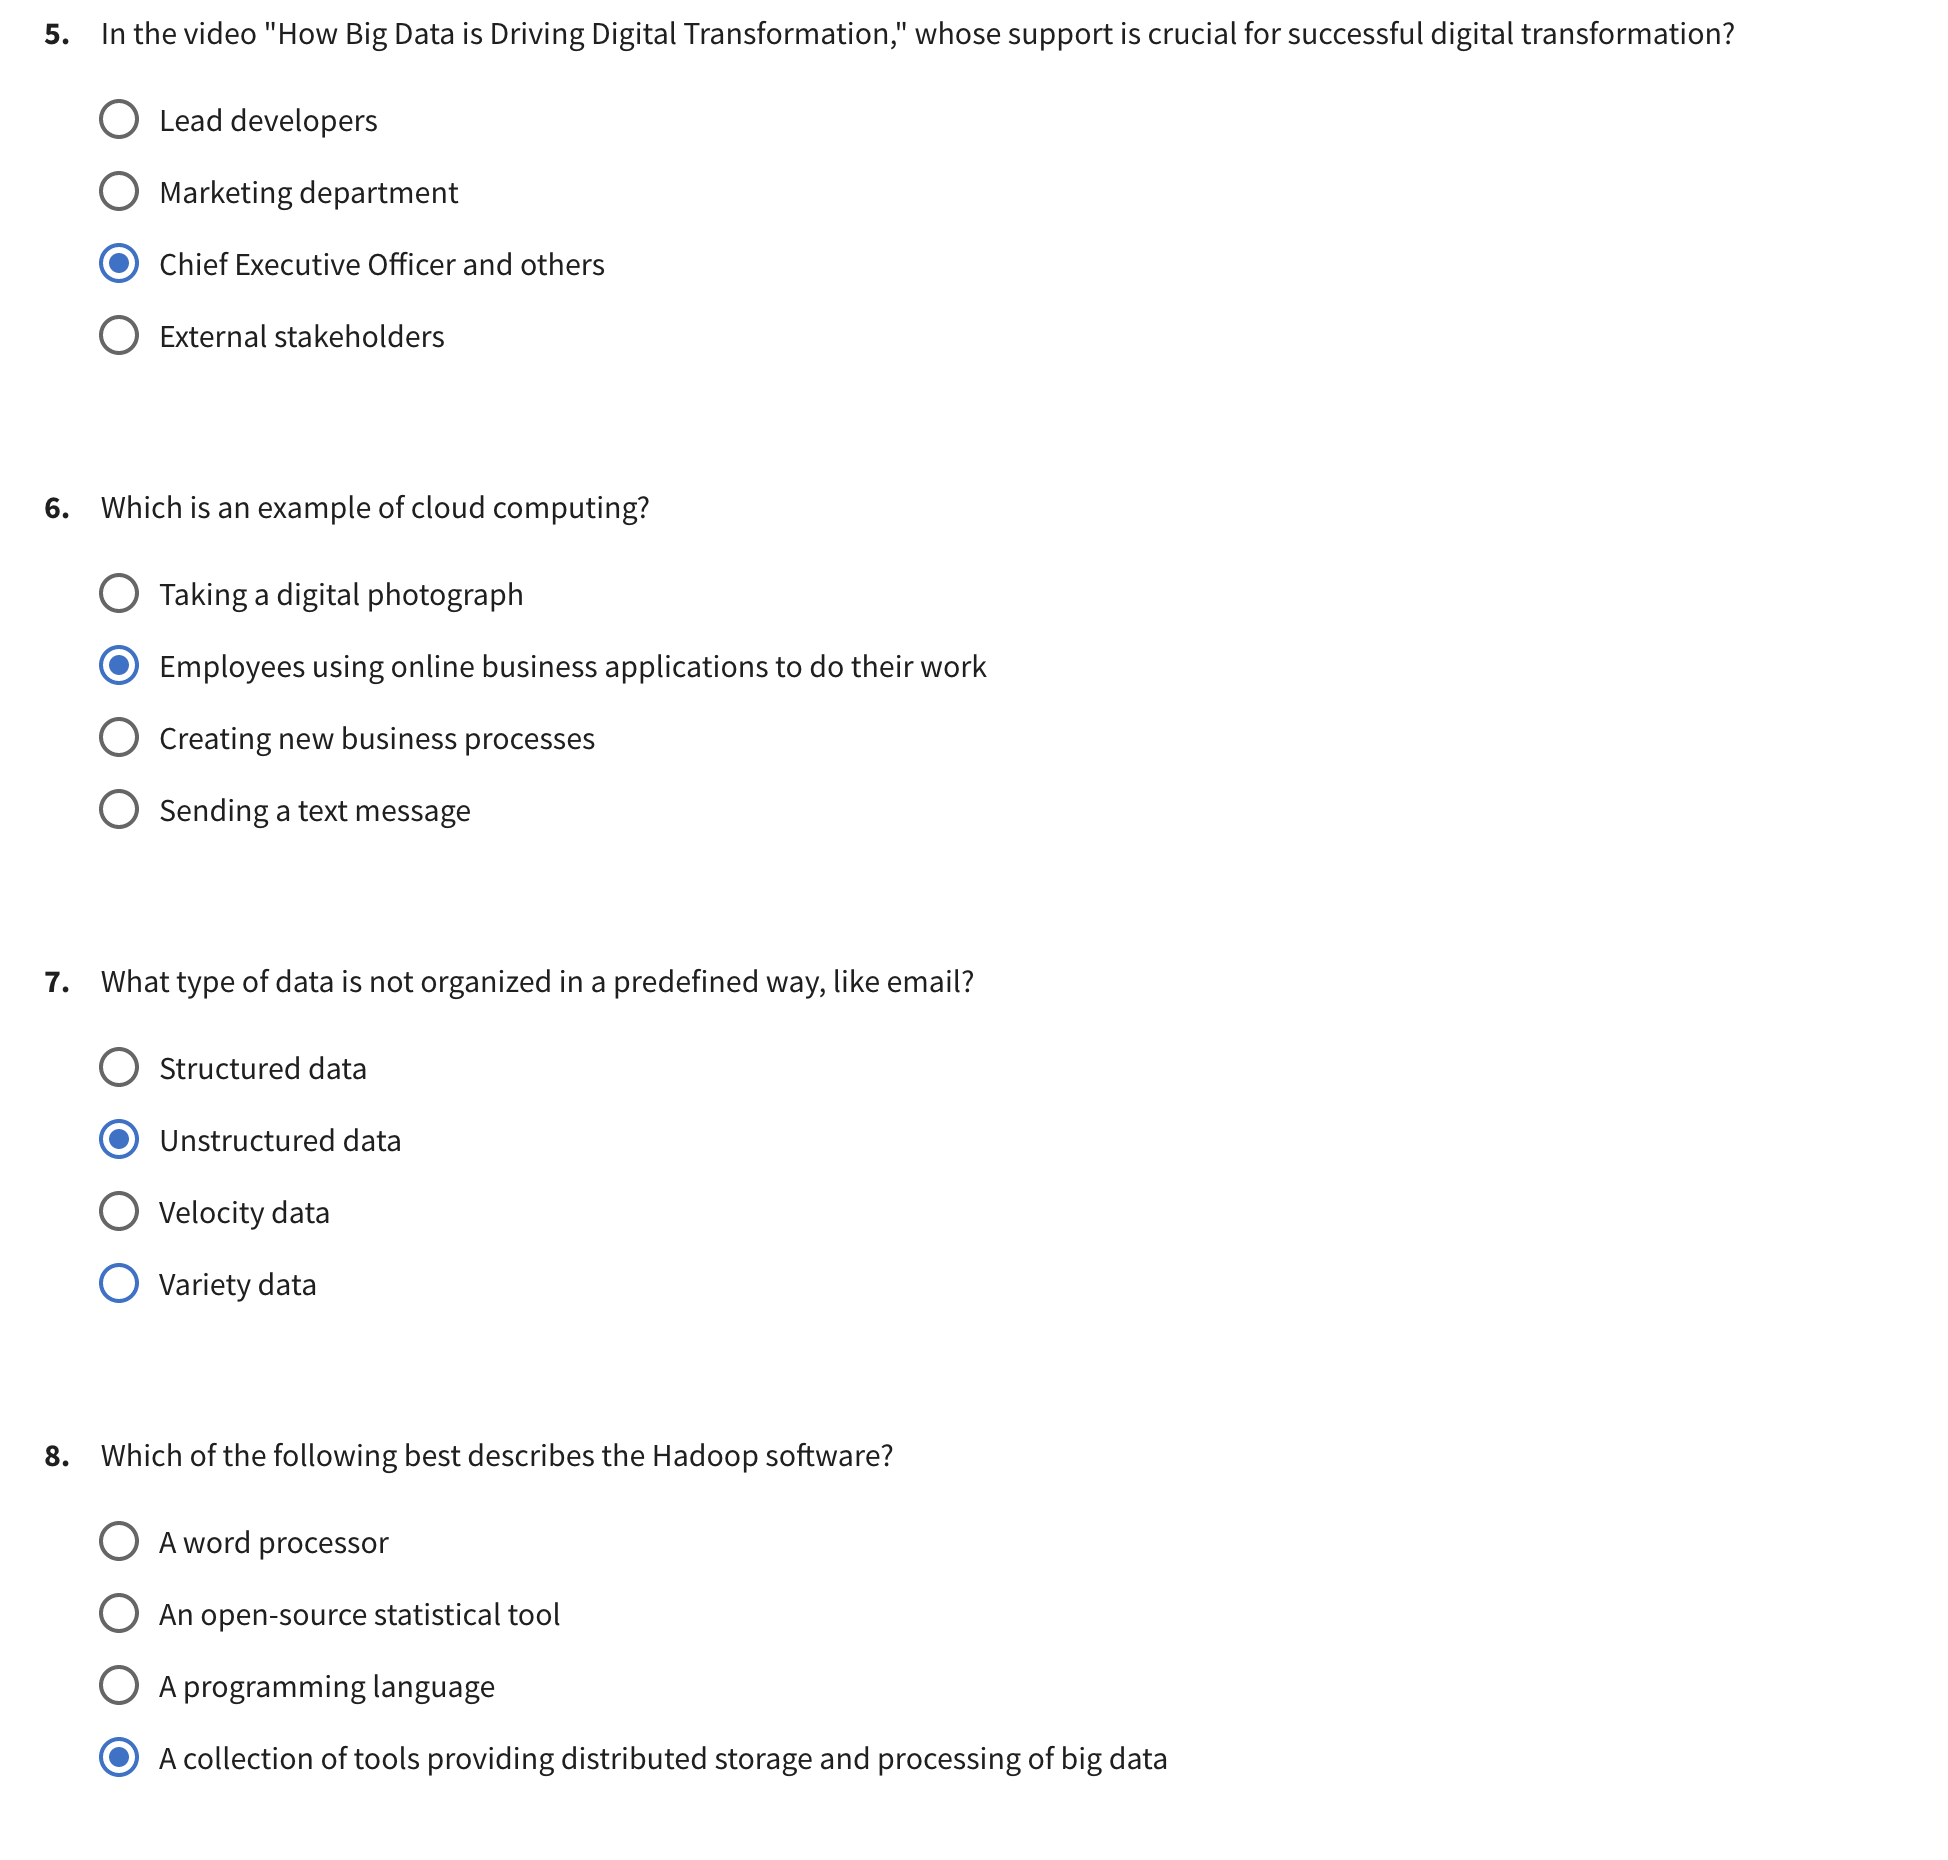 5. In the video "How Big Data is Driving Digital Transformation," whose support is crucial for successful digital transformation?
Lead developers
Marketing department
Chief Executive Officer and others
External stakeholders
6. Which is an example of cloud computing?
Taking a digital photograph
Employees using online business applications to do their work
Creating new business processes
Sending a text message
7. What type of data is not organized in a predefined way, like email?
Structured data
Unstructured data
Velocity data
Variety data
8. Which of the following best describes the Hadoop software?
A word processor
An open-source statistical tool
A programming language
A collection of tools providing distributed storage and processing of big data